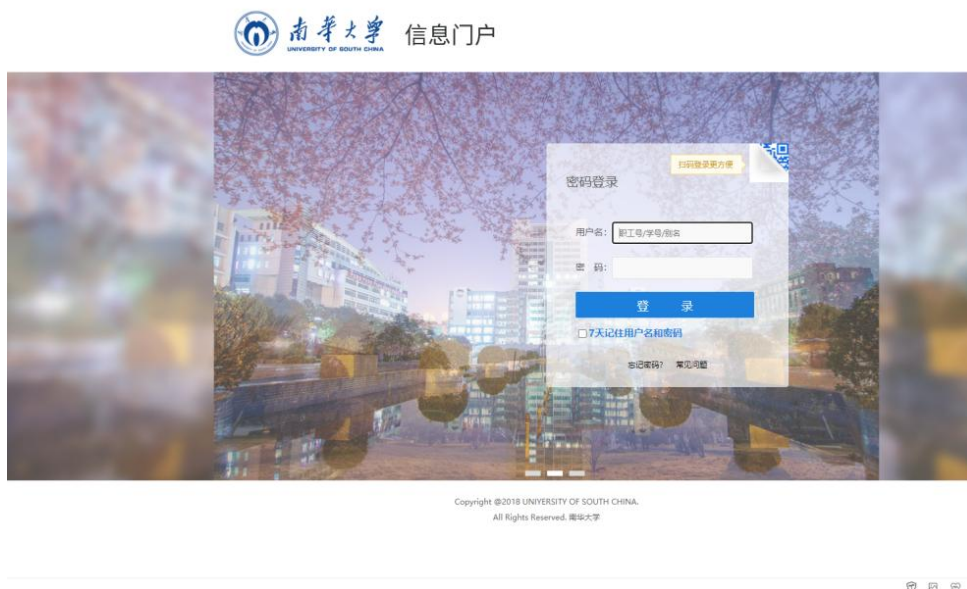 南华大学
UNIVERSITY OF SOUTH CHINA
信息门户
扫码登录更方便
密码登录
用户名: 职工号/学号/别名
密 码:
登 录
7天记住用户名和密码
忘记密码? 常见问题
Copyright @2018 UNIVERSITY OF SOUTH CHINA.
All Rights Reserved. 南华大学